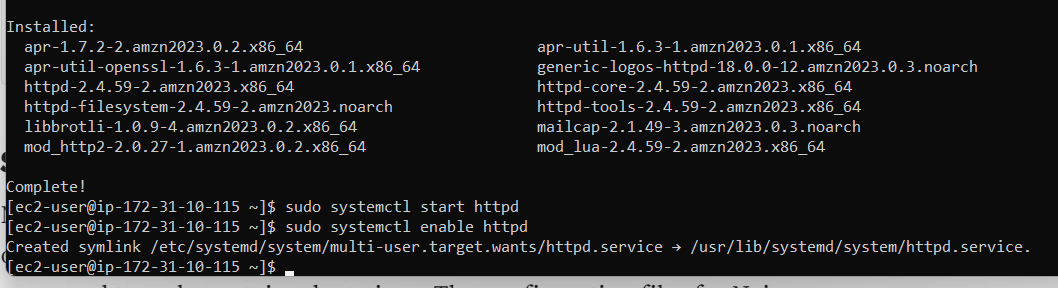 Installed:
apr-1.7.2-2.amzn2023.0.2.x86_64 apr-util-1.6.3-1.amzn2023.0.1.x86_64
apr-util-openssl-1.6.3-1.amzn2023.0.1.x86_64 generic-logos-httpd-18.0.0-12.amzn2023.0.3.noarch
httpd-2.4.59-2.amzn2023.x86_64 httpd-core-2.4.59-2.amzn2023.x86_64
httpd-filesystem-2.4.59-2.amzn2023.noarch httpd-tools-2.4.59-2.amzn2023.x86_64
libbrotli-1.0.9-4.amzn2023.0.2.x86_64 mailcap-2.1.49-3.amzn2023.0.3.noarch
mod_http2-2.0.27-1.amzn2023.0.2.x86_64 mod_lua-2.4.59-2.amzn2023.x86_64
Complete!
[ec2-user@ip-172-31-10-115 ~]$ sudo systemctl start httpd
[ec2-user@ip-172-31-10-115 ~]$ sudo systemctl enable httpd
Created symlink /etc/systemd/system/multi-user.target.wants/httpd.service → /usr/lib/systemd/system/httpd.service.
[ec2-user@ip-172-31-10-115 ~]$